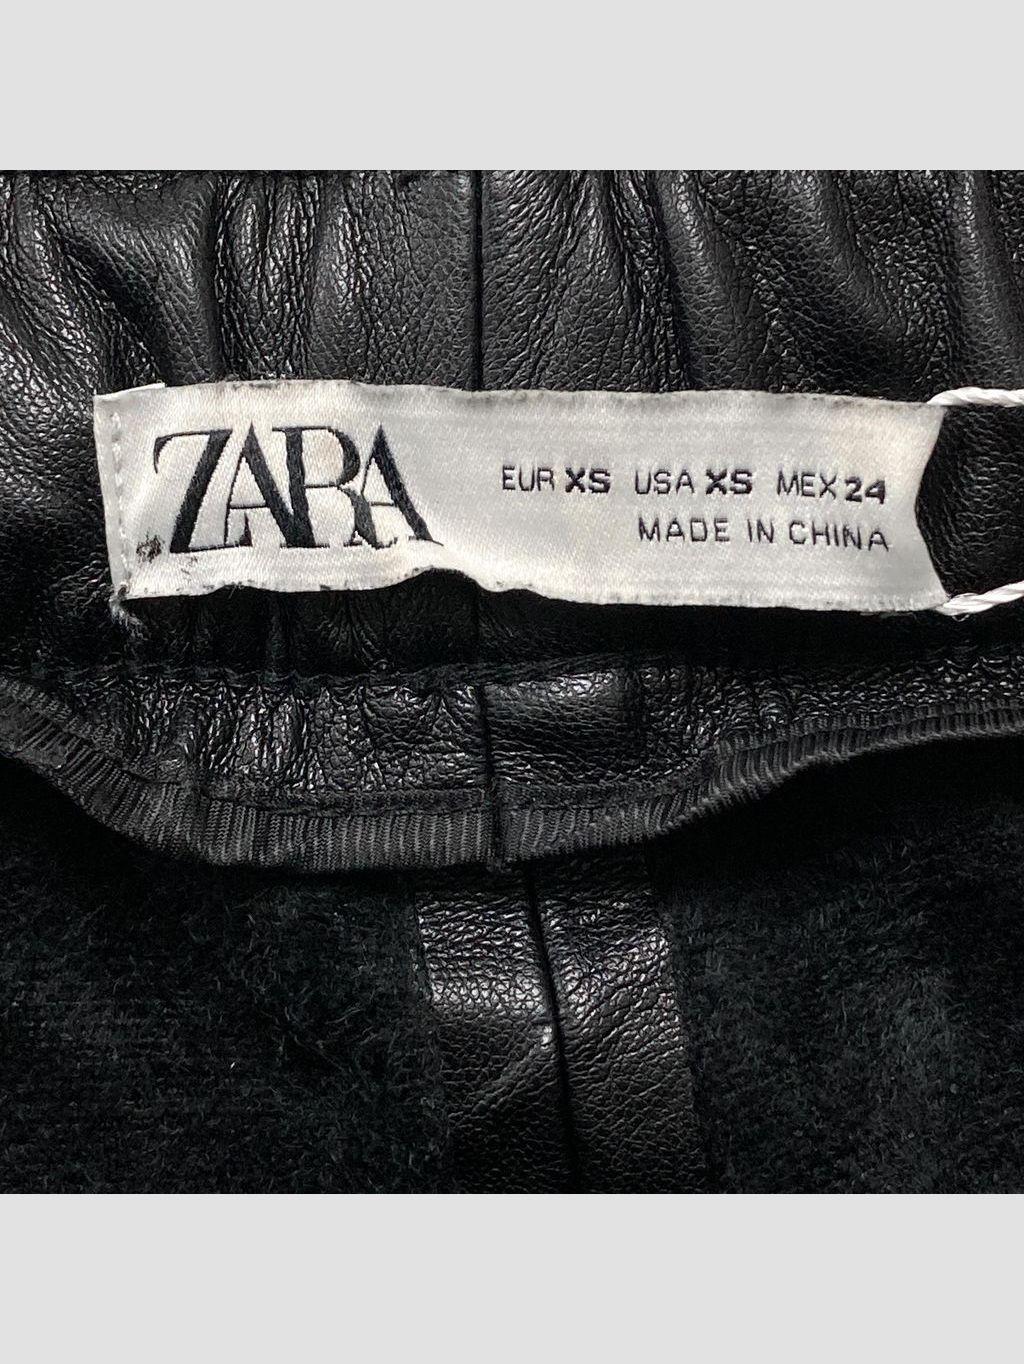 ZARA
EUR XS USA XS MEX 24
MADE IN CHINA